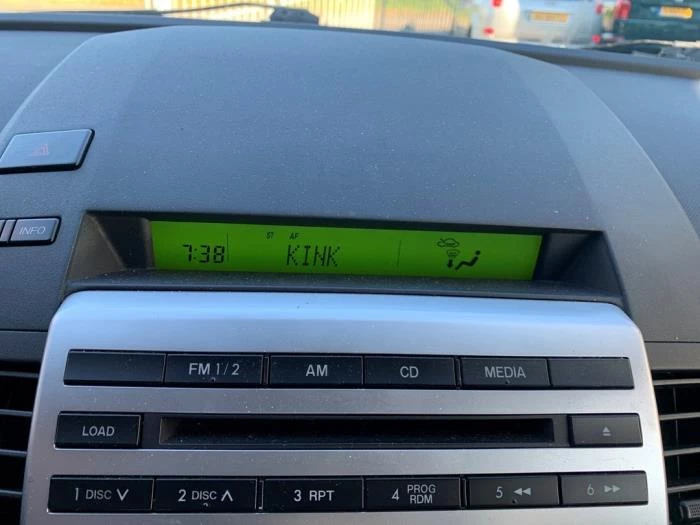 INFO
ST AF
7:38 KINK
FM 1/2 AM CD MEDIA
LOAD
1 DISC 2 DISC 3 RPT 4 PROG RDM 5 6